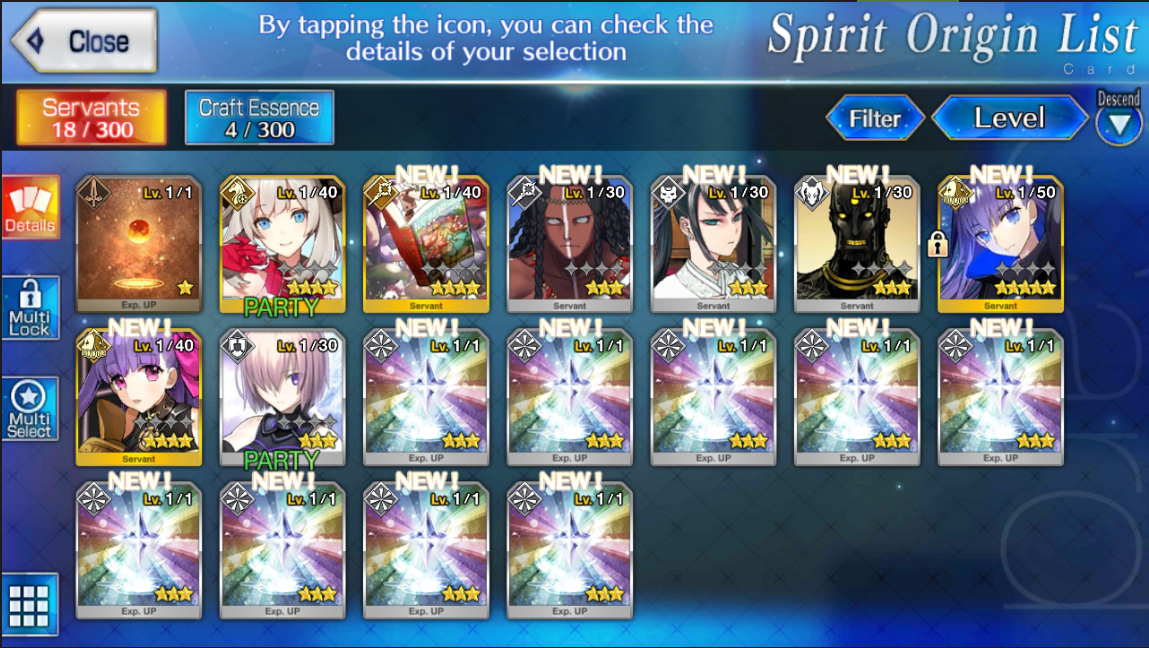 Close
By tapping the icon, you can check the
details of your selection
Spirit Origin List
Card
Servants
18 / 300
Craft Essence
4 / 300
Filter
Level
Descend
Details
Multi
Lock
Multi
Select
Lv. 1/1
Exp. UP
Lv. 1/40
PARTY
NEW!
Lv. 1/40
Servant
NEW!
Lv. 1/30
Servant
NEW!
Lv. 1/30
Servant
NEW!
Lv. 1/30
Servant
NEW!
Lv. 1/50
Servant
NEW!
Lv. 1/40
Servant
Lv. 1/30
PARTY
NEW!
Lv. 1/1
Exp. UP
NEW!
Lv. 1/1
Exp. UP
NEW!
Lv. 1/1
Exp. UP
NEW!
Lv. 1/1
Exp. UP
NEW!
Lv. 1/1
Exp. UP
NEW!
Lv. 1/1
Exp. UP
NEW!
Lv. 1/1
Exp. UP
NEW!
Lv. 1/1
Exp. UP
NEW!
Lv. 1/1
Exp. UP